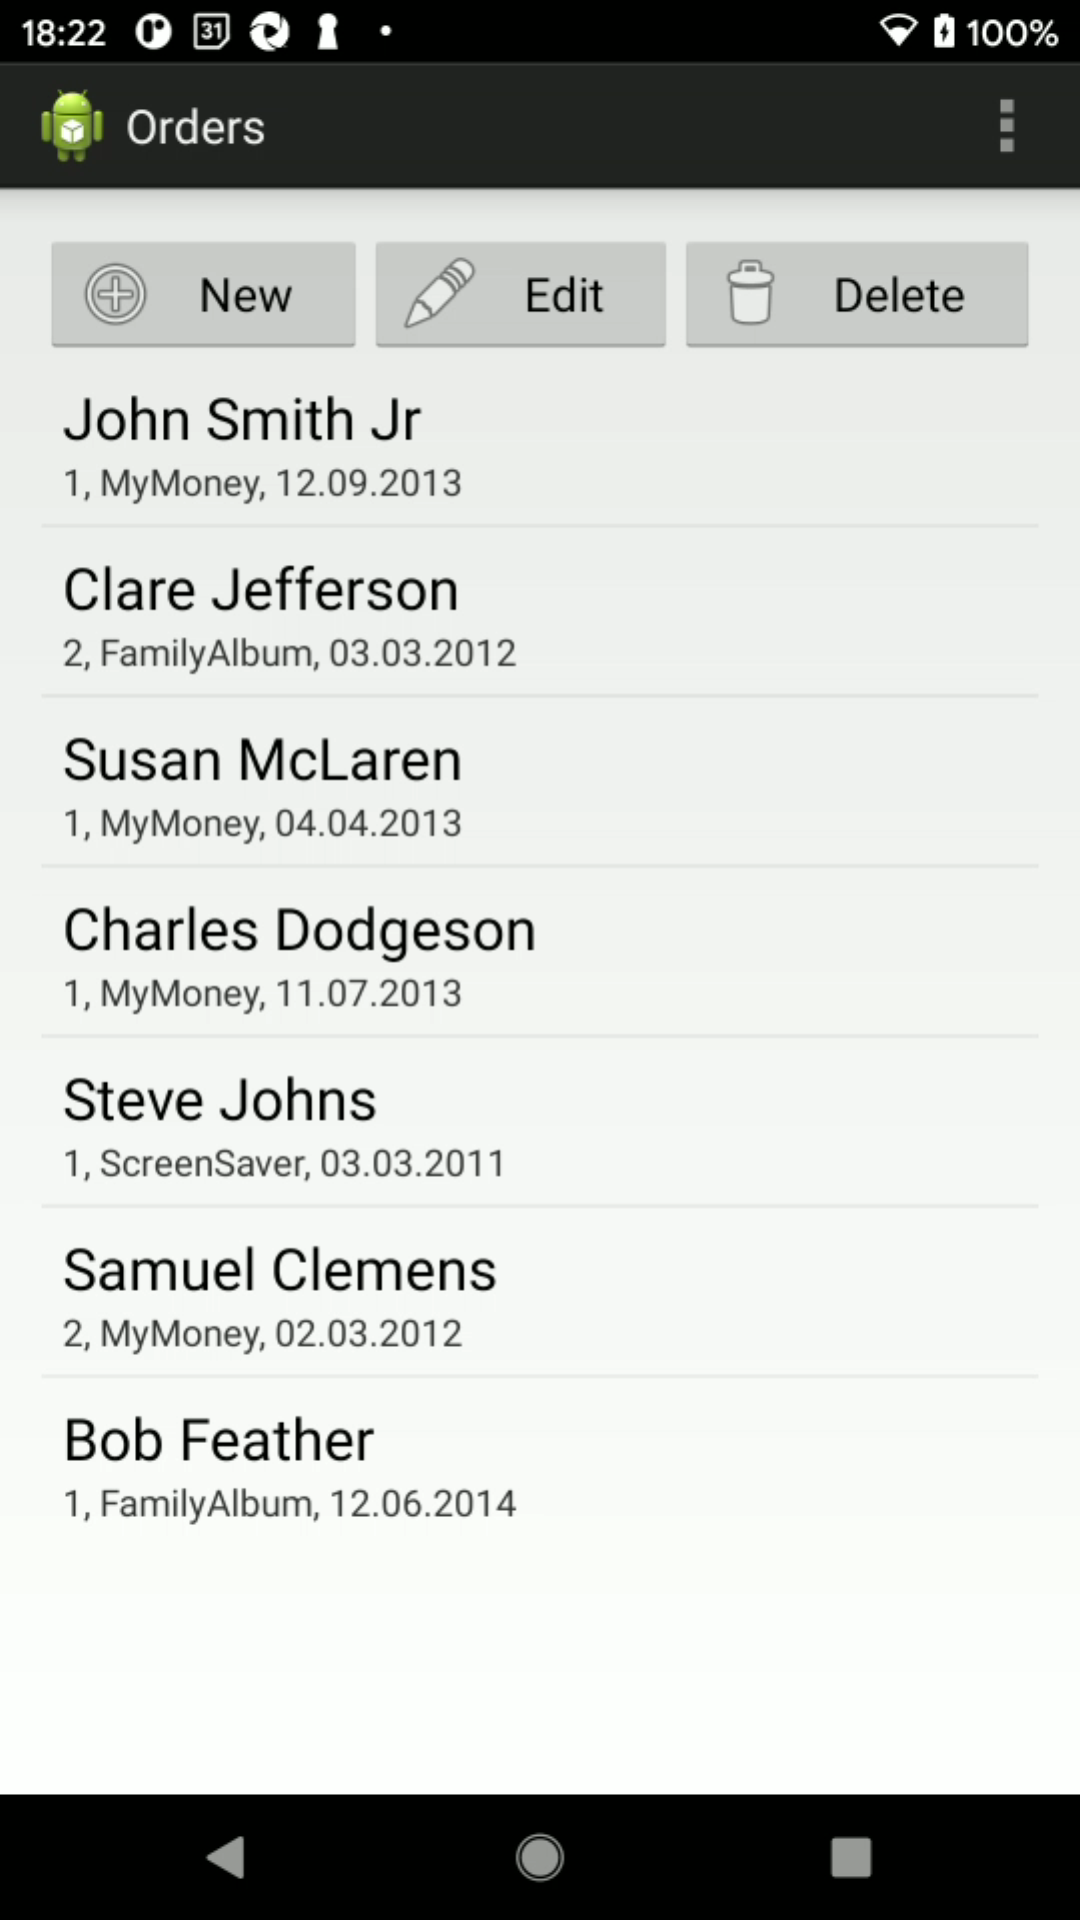 18:22 31 100%
Orders
New Edit Delete
John Smith Jr
1, MyMoney, 12.09.2013
Clare Jefferson
2, FamilyAlbum, 03.03.2012
Susan McLaren
1, MyMoney, 04.04.2013
Charles Dodgeson
1, MyMoney, 11.07.2013
Steve Johns
1, ScreenSaver, 03.03.2011
Samuel Clemens
2, MyMoney, 02.03.2012
Bob Feather
1, FamilyAlbum, 12.06.2014